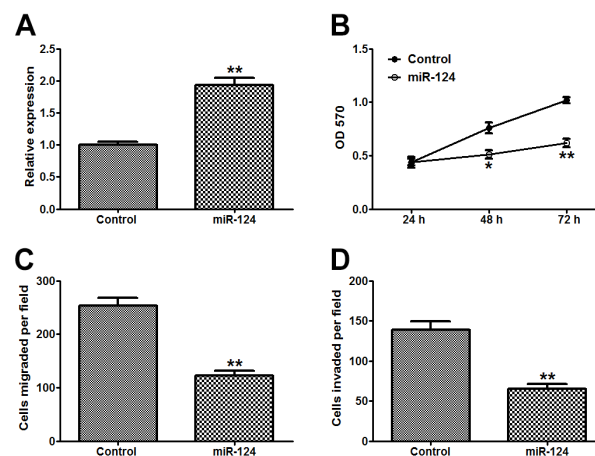 A
Relative expression
2.5
2.0
1.5
1.0
0.5
0.0
**
Control
miR-124
B
OD 570
1.5
1.0
0.5
0.0
Control
miR-124
*
**
24 h
48 h
72 h
C
Cells migraded per field
300
200
100
0
**
Control
miR-124
D
Cells invaded per field
200
150
100
50
0
**
Control
miR-124